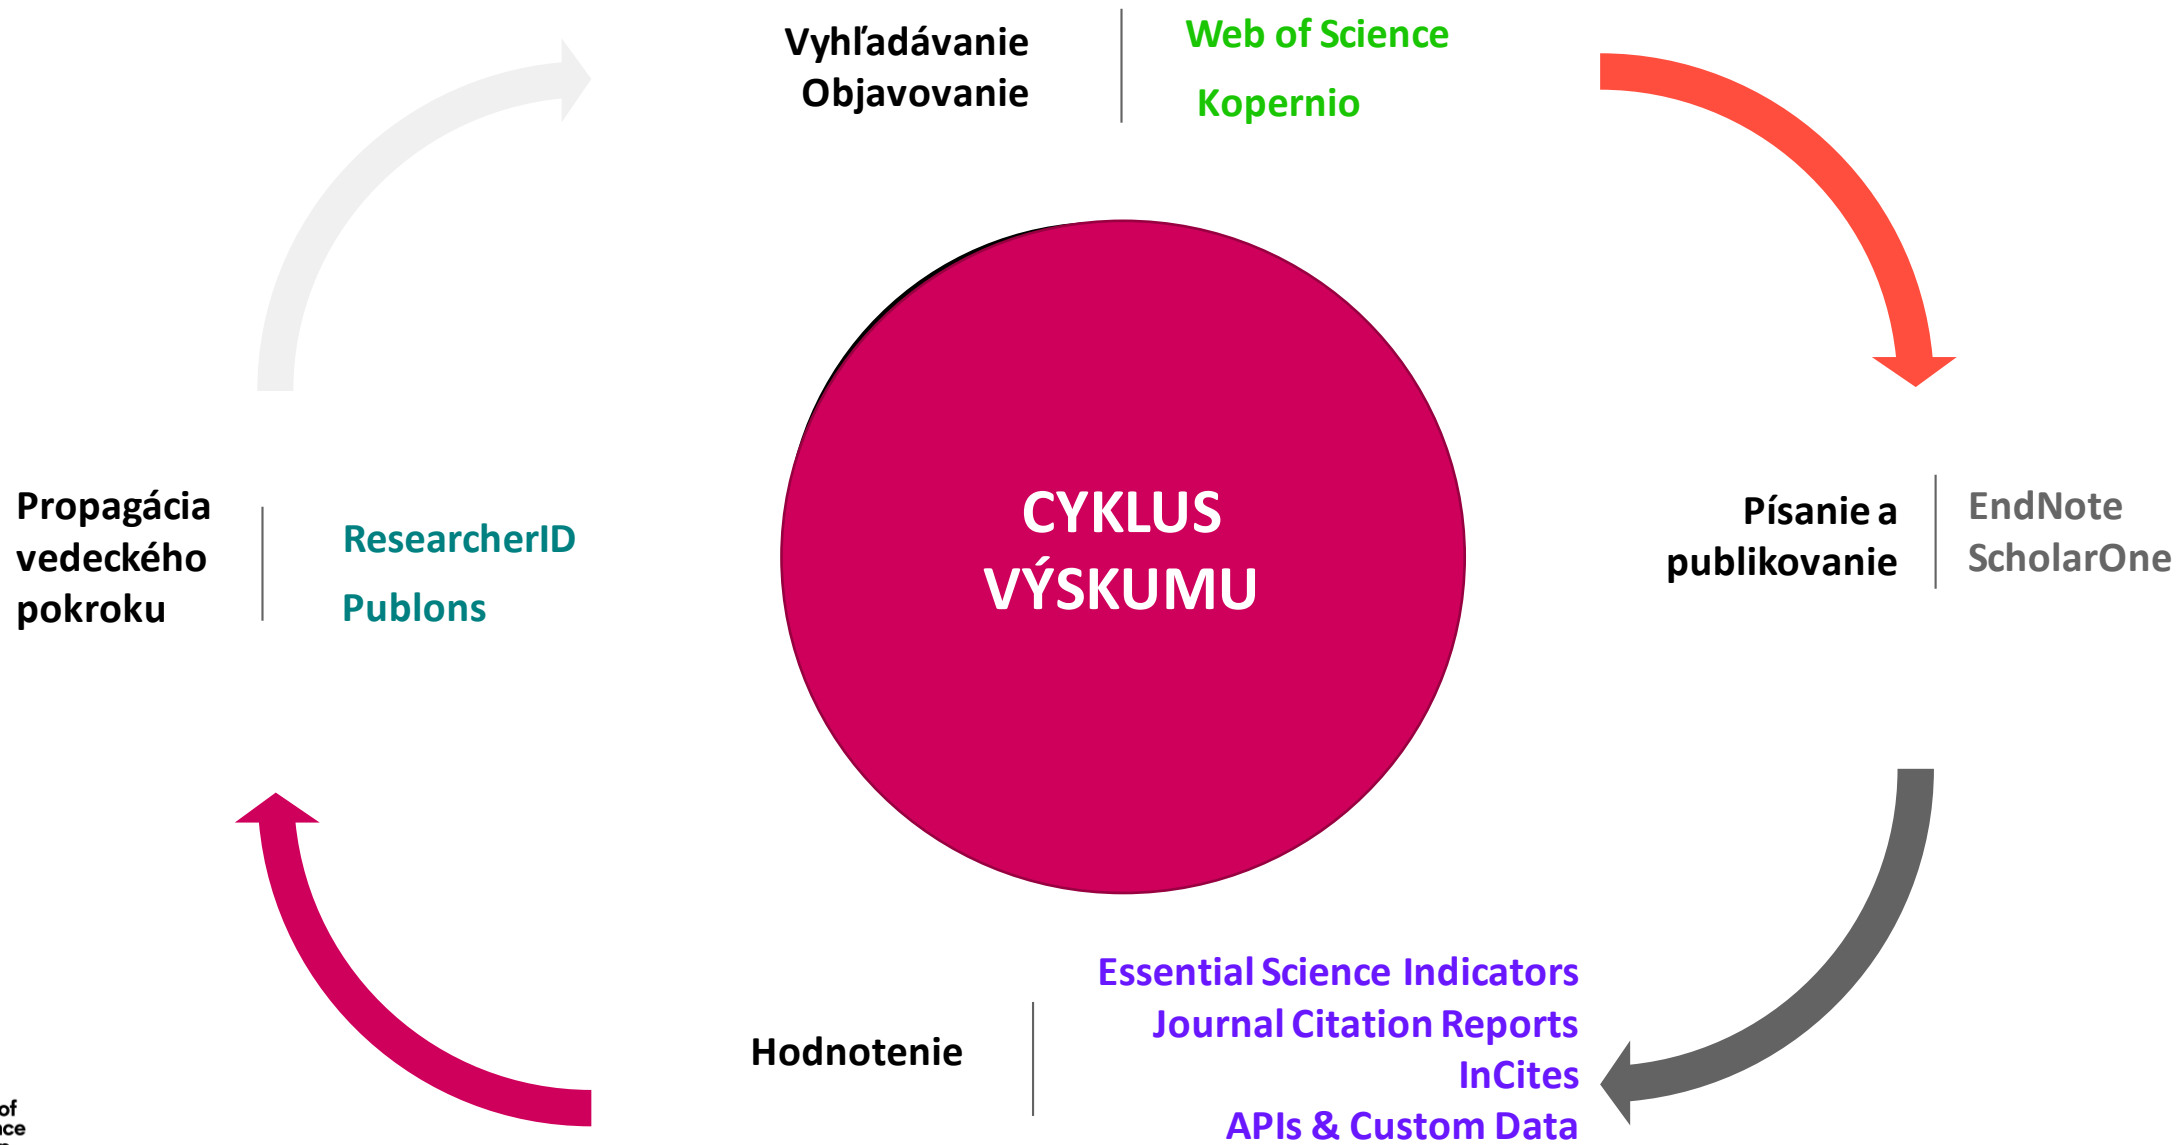 Vyhľadávanie
Objavovanie
Web of Science
Kopernio
Propagácia
vedeckého
pokroku
ResearcherID
Publons
CYKLUS
VÝSKUMU
Písanie a
publikovanie
EndNote
ScholarOne
Hodnotenie
Essential Science Indicators
Journal Citation Reports
InCites
APIs & Custom Data
of